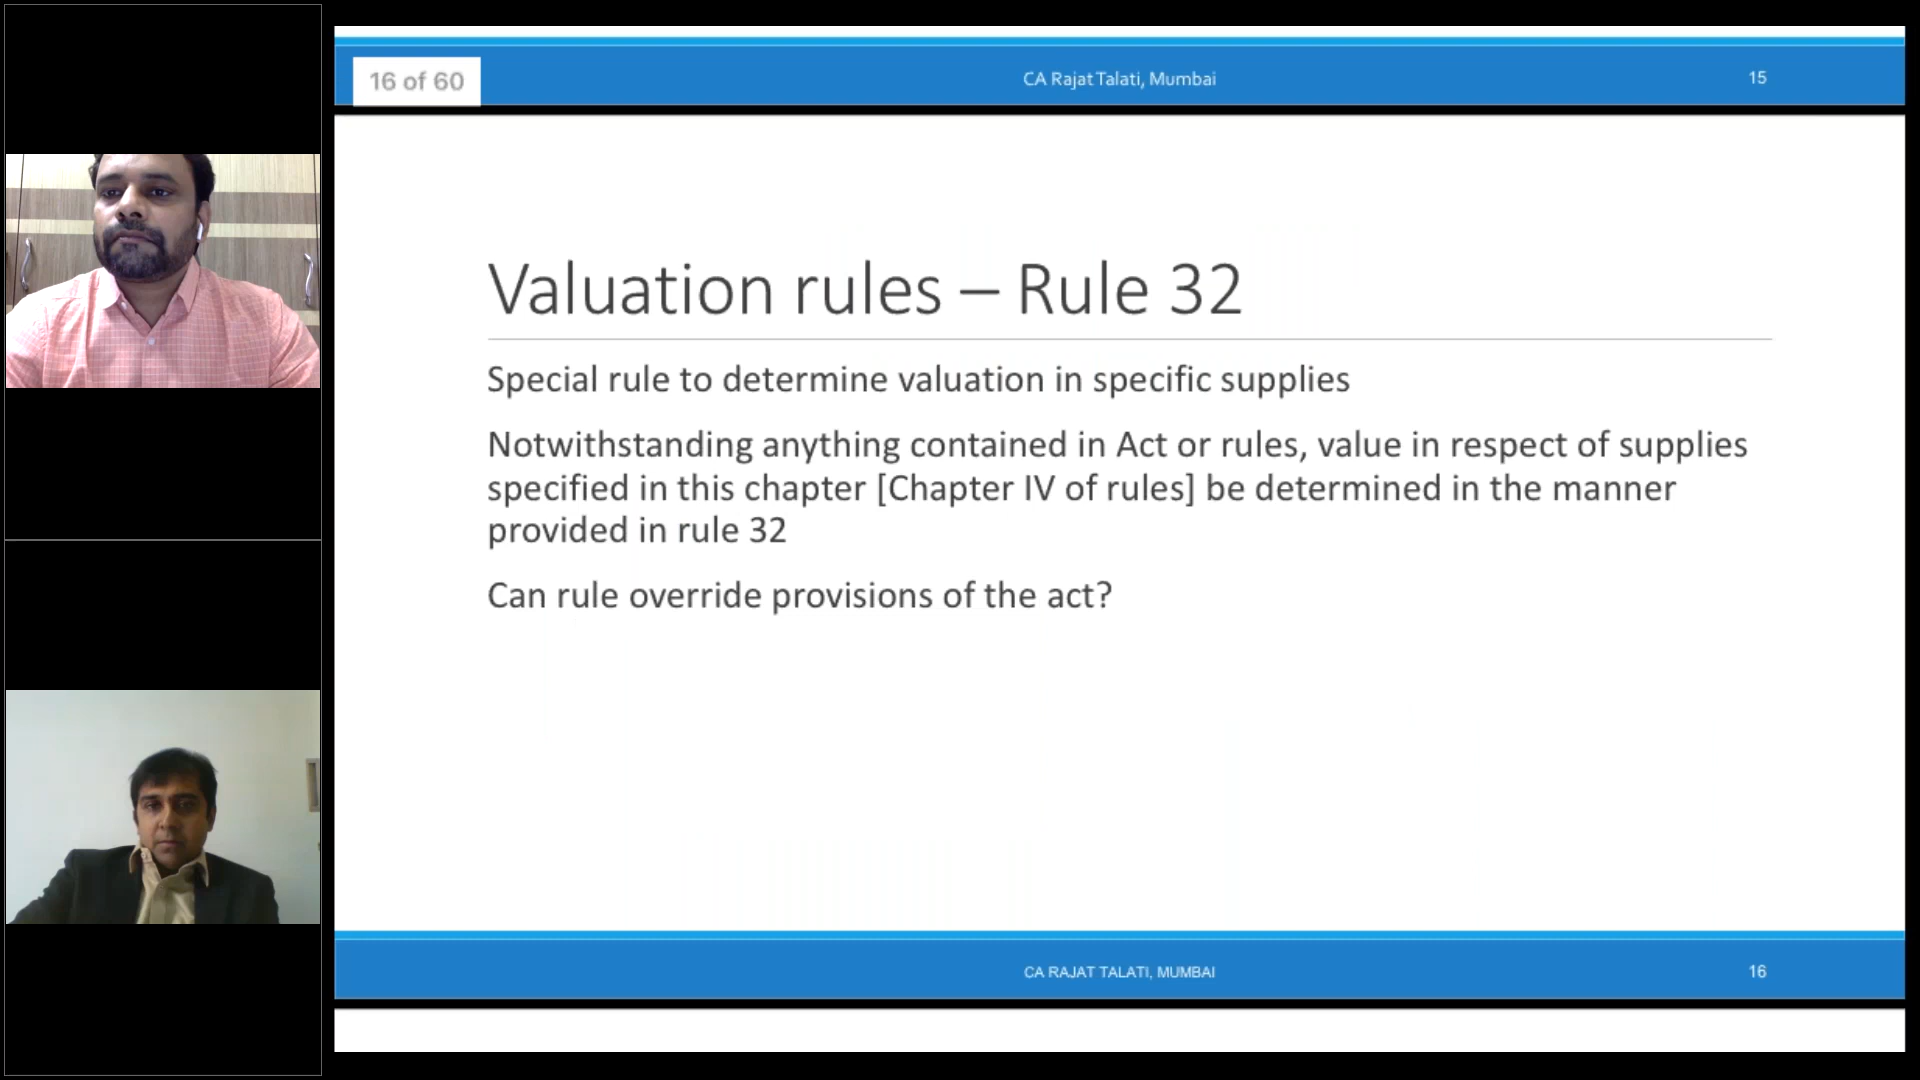 16 of 60
CA Rajat Talati, Mumbai
15
Valuation rules – Rule 32
Special rule to determine valuation in specific supplies
Notwithstanding anything contained in Act or rules, value in respect of supplies
specified in this chapter [Chapter IV of rules] be determined in the manner
provided in rule 32
Can rule override provisions of the act?
CA RAJAT TALATI, MUMBAI
16